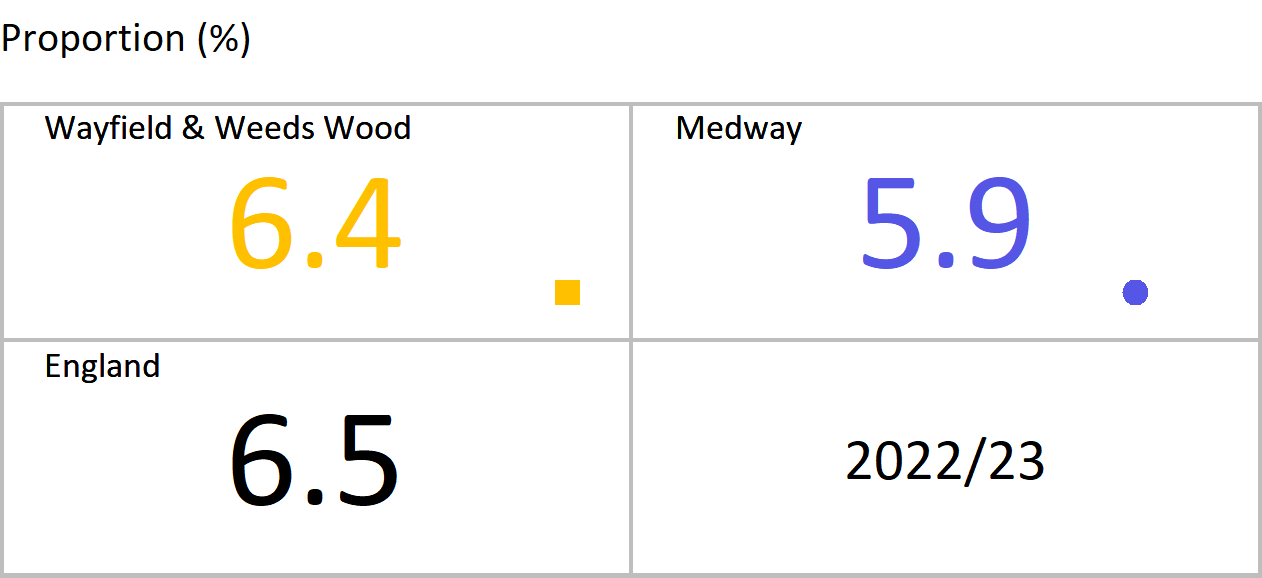 Proportion (%)
Wayfield & Weeds Wood
6.4
Medway
5.9
England
6.5
2022/23